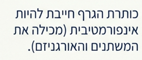 כותרת הגרף חייבת להיות
אינפורמטיבית (מכילה את
המשתנים והאורגניזם).